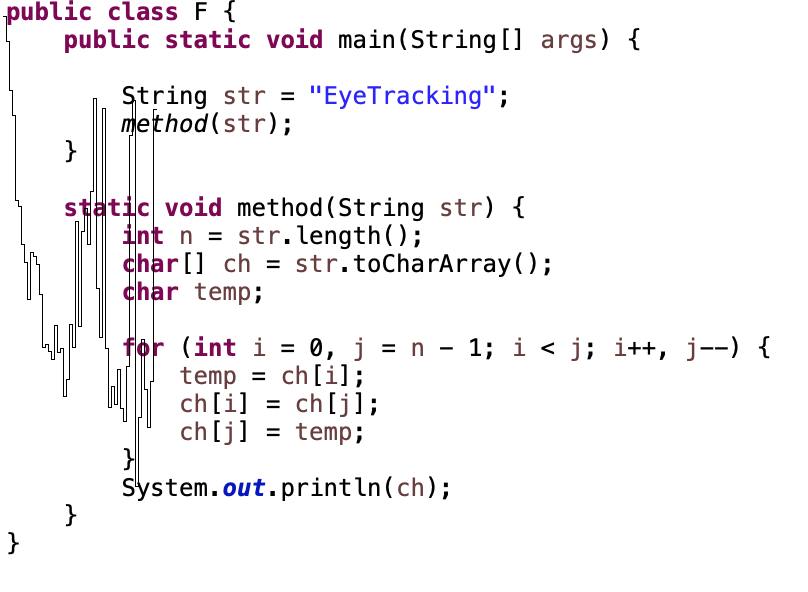 public class F {
public static void main(String[] args) {
String str = "EyeTracking";
method(str);
}
static void method(String str) {
int n = str.length();
char[] ch = str.toCharArray();
char temp;
for (int i = 0, j = n - 1; i < j; i++, j--) {
temp = ch[i];
ch[i] = ch[j];
ch[j] = temp;
}
System.out.println(ch);
}
}